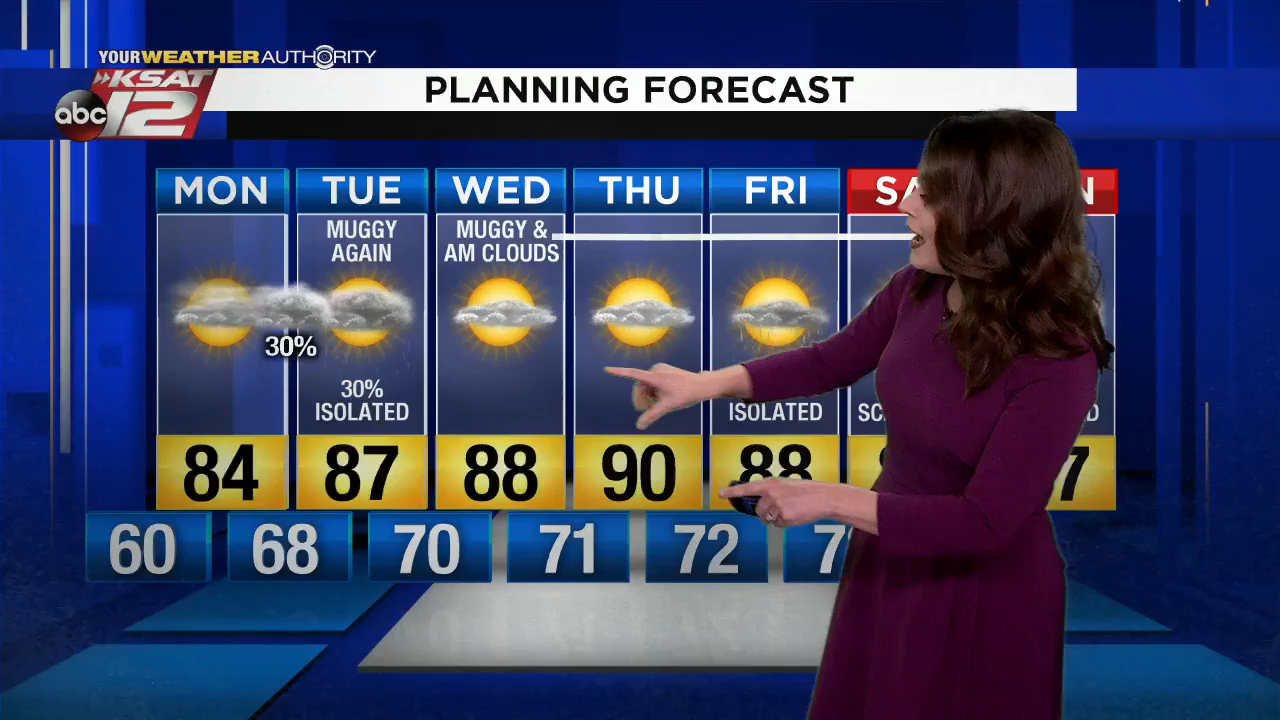 YOURWEATHERAUTHORITY
KSAT
abc 12
PLANNING FORECAST
MON TUE WED THU FRI
MUGGY AGAIN
MUGGY & AM CLOUDS
30%
30%
ISOLATED
ISOLATED
84 87 88 90 88
60 68 70 71 72